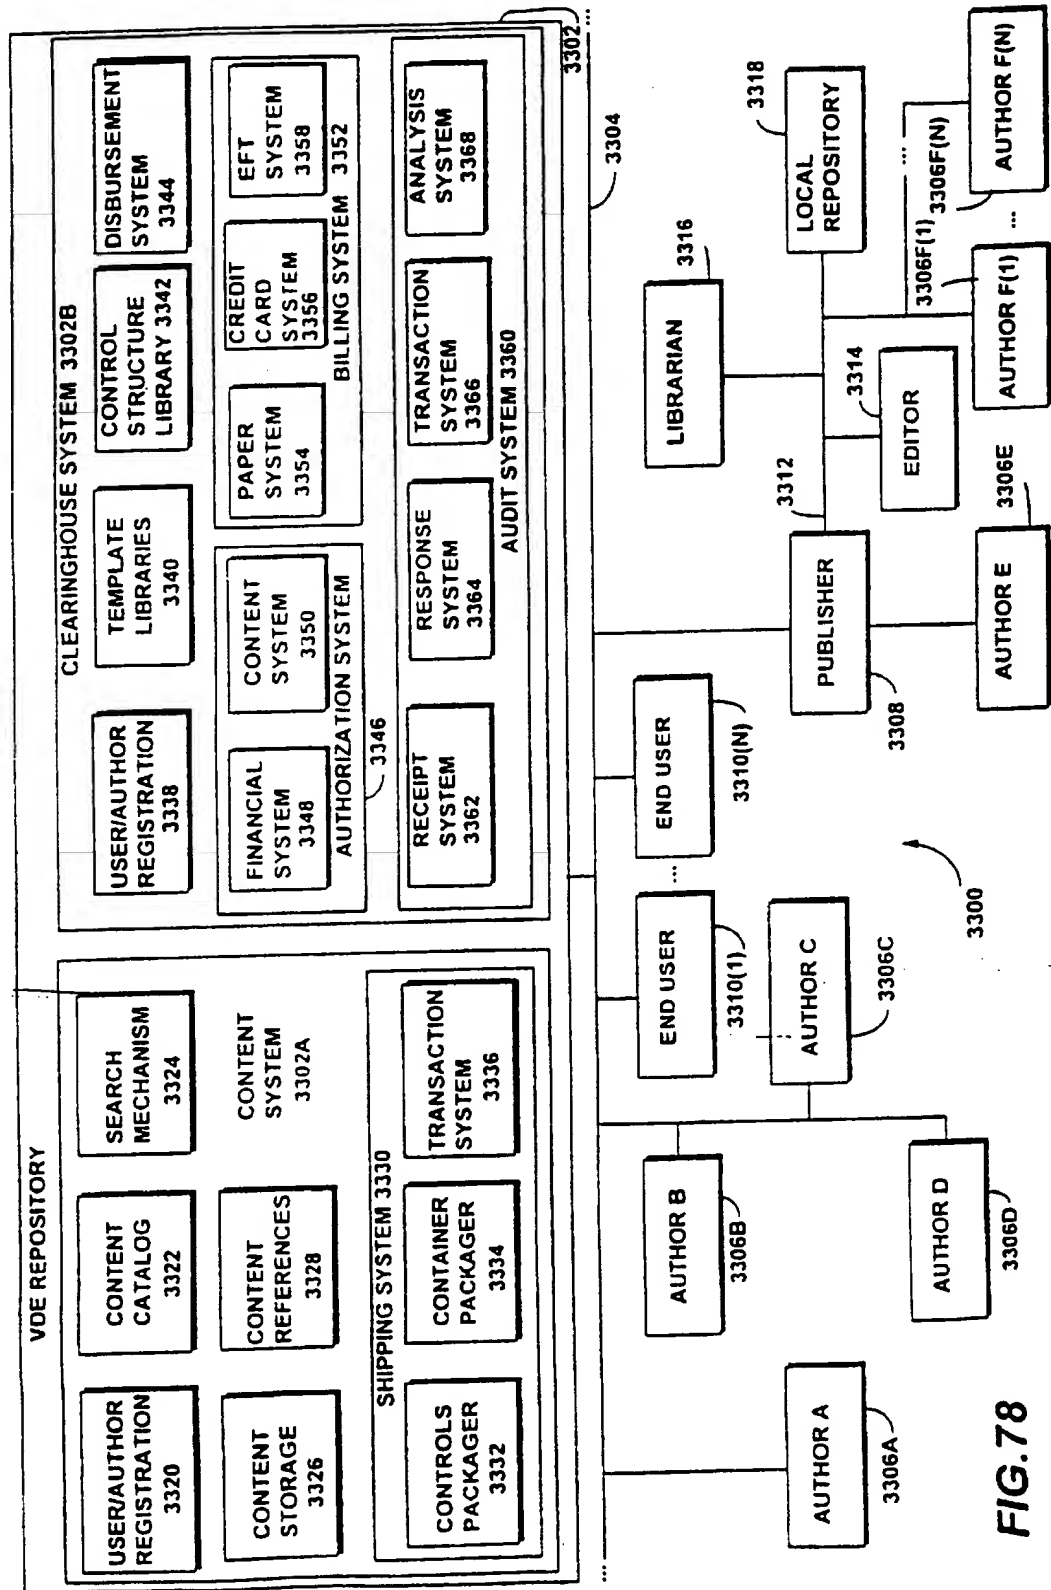 VDE REPOSITORY
USER/AUTHOR
REGISTRATION
3320
CONTENT
CATALOG
3322
SEARCH
MECHANISM
3324
CONTENT
STORAGE
3326
CONTENT
REFERENCES
3328
CONTENT
SYSTEM
3302A
SHIPPING SYSTEM 3330
CONTROLS
PACKAGER
3332
CONTAINER
PACKAGER
3334
TRANSACTION
SYSTEM
3336
CLEARINGHOUSE SYSTEM 3302B
USER/AUTHOR
REGISTRATION
3338
TEMPLATE
LIBRARIES
3340
CONTROL
STRUCTURE
LIBRARY 3342
DISBURSEMENT
SYSTEM
3344
FINANCIAL
SYSTEM
3348
CONTENT
SYSTEM
3350
AUTHORIZATION SYSTEM
3346
PAPER
SYSTEM
3354
CREDIT
CARD
SYSTEM
3356
EFT
SYSTEM
3358
BILLING SYSTEM 3352
RECEIPT
SYSTEM
3362
RESPONSE
SYSTEM
3364
TRANSACTION
SYSTEM
3366
ANALYSIS
SYSTEM
3368
AUDIT SYSTEM 3360
3302
...
...
3304
AUTHOR A
3306A
AUTHOR B
3306B
AUTHOR C
3306C
AUTHOR D
3306D
END USER
3310(1)
...
END USER
3310(N)
PUBLISHER
3308
3312
AUTHOR E
3306E
LIBRARIAN
3316
EDITOR
3314
LOCAL
REPOSITORY
3318
AUTHOR F(1)
3306F(1)
...
...
AUTHOR F(N)
3306F(N)
3300
FIG.78